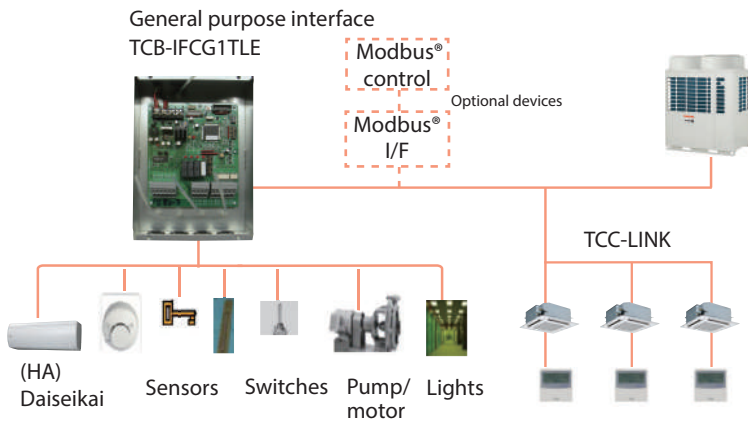 General purpose interface
TCB-IFCG1TLE
Modbus®
control
Optional devices
Modbus®
I/F
TCC-LINK
(HA)
Daiseikai
Sensors
Switches
Pump/
motor
Lights